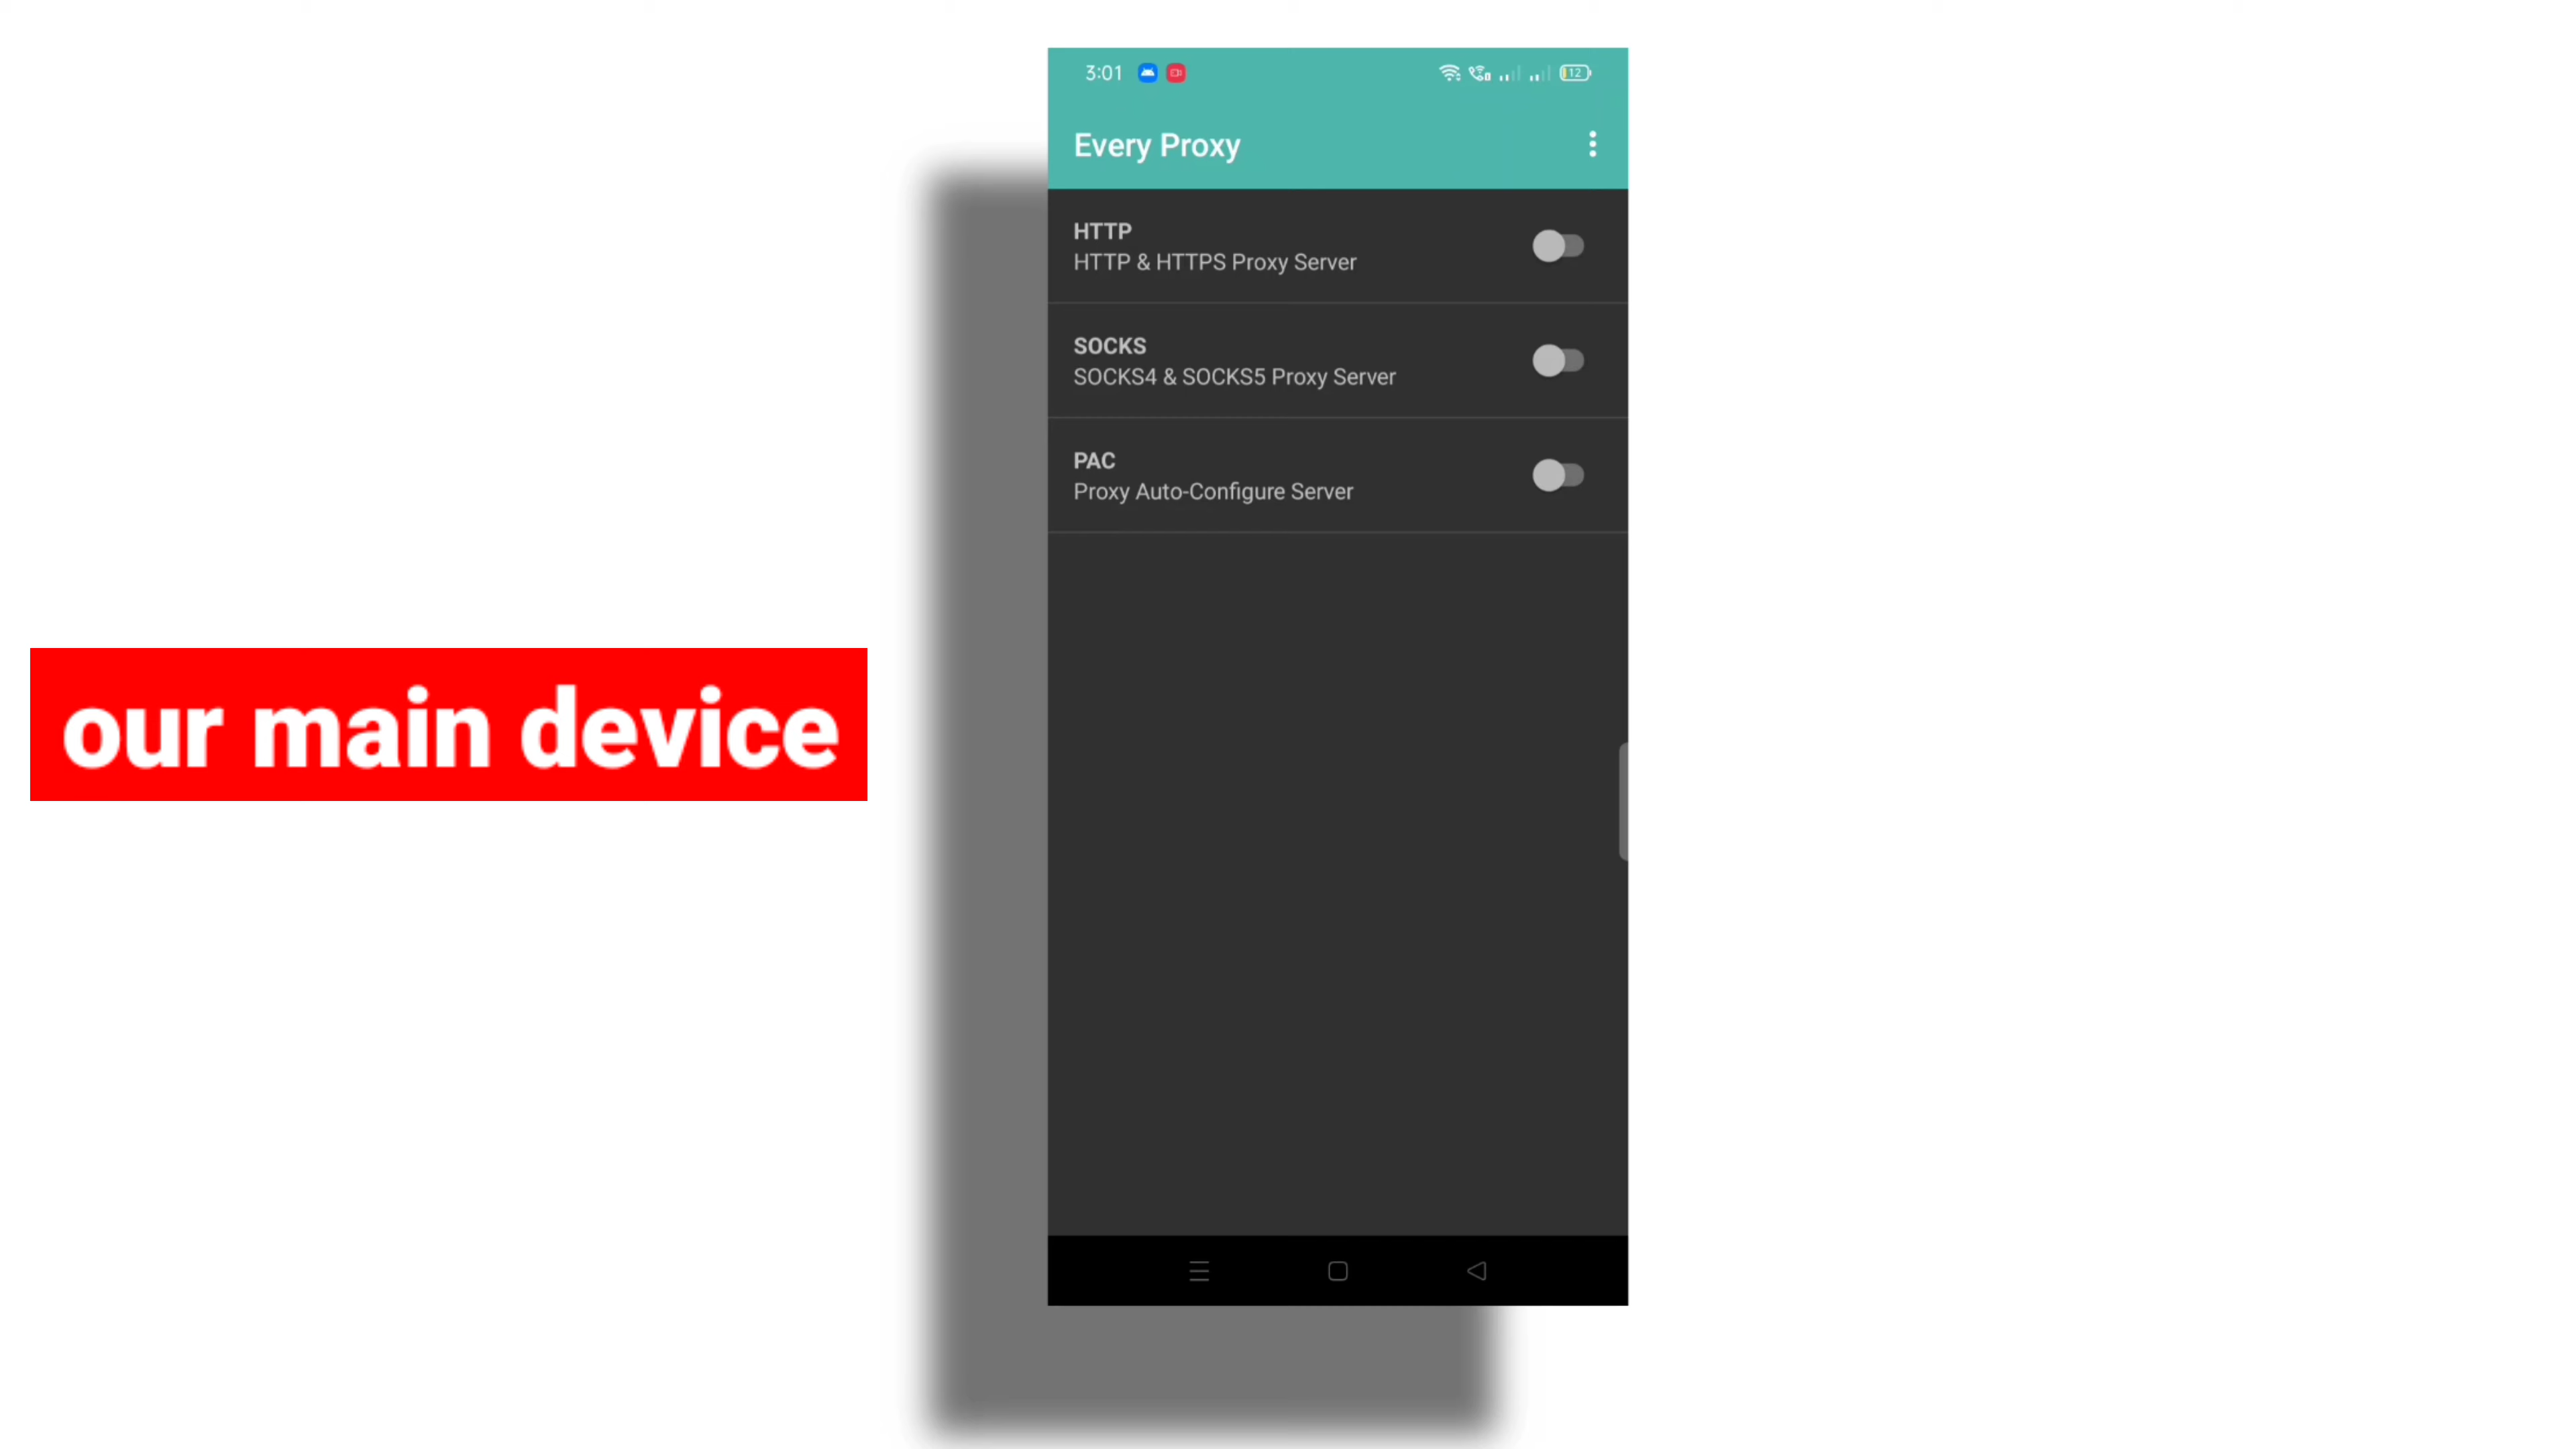 our main device
3:01
12
Every Proxy
HTTP
HTTP & HTTPS Proxy Server
SOCKS
SOCKS4 & SOCKS5 Proxy Server
PAC
Proxy Auto-Configure Server